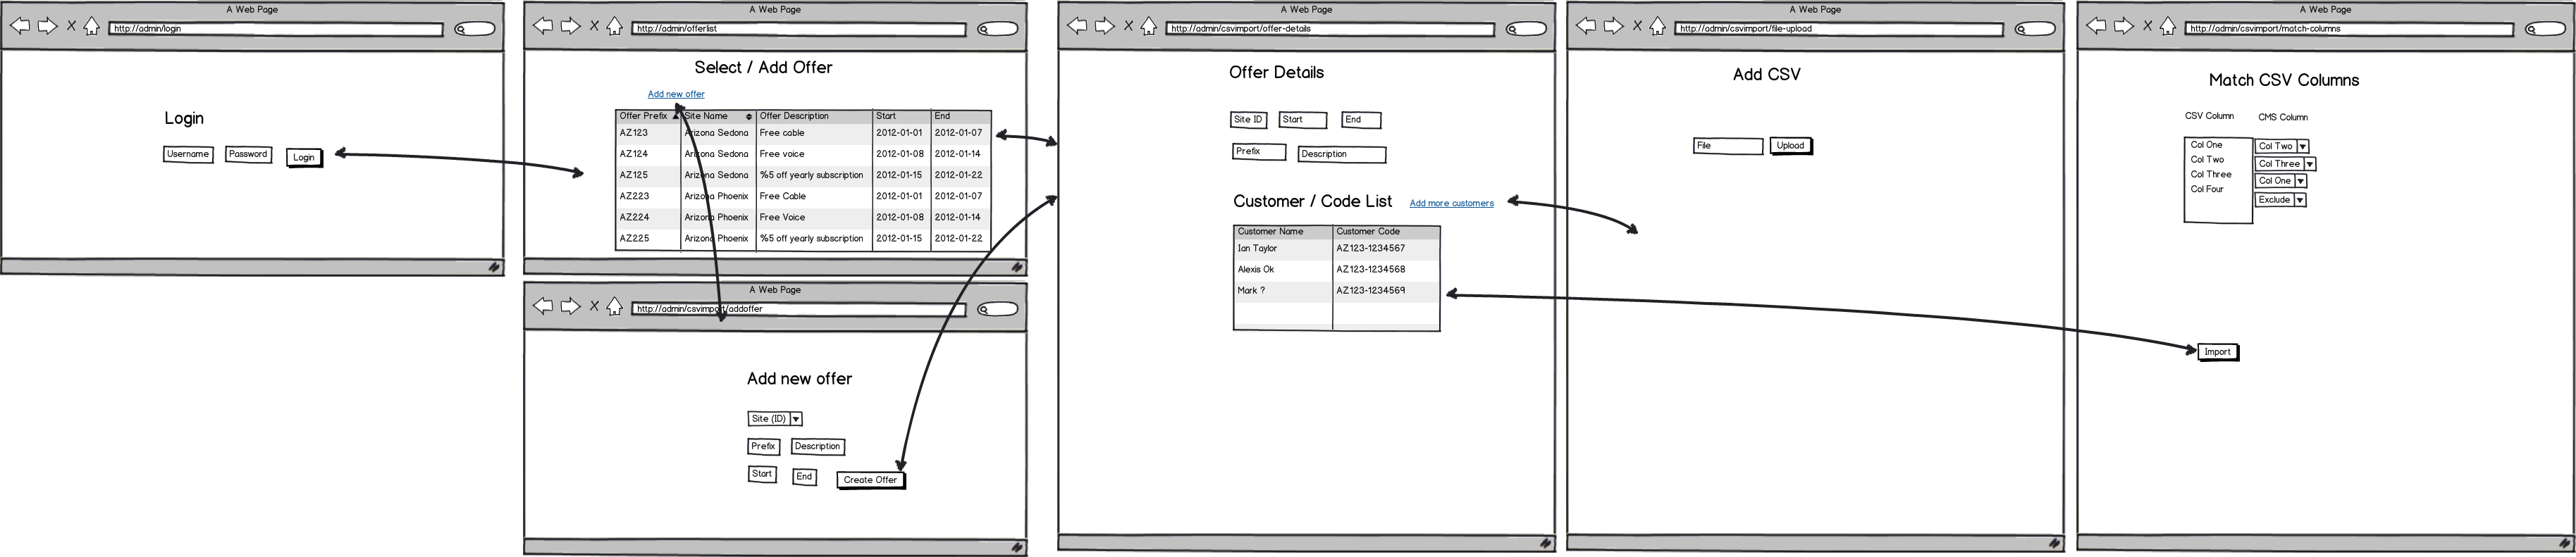 A Web Page
http://admin/login
Login
Username Password Login
A Web Page
http://admin/offerlist
Select / Add Offer
Add new offer
Offer Prefix Site Name Offer Description Start End
AZ123 Arizona Sedona Free cable 2012-01-01 2012-01-07
AZ124 Arizona Sedona Free voice 2012-01-08 2012-01-14
AZ125 Arizona Sedona %5 off yearly subscription 2012-01-15 2012-01-22
AZ223 Arizona Phoenix Free Cable 2012-01-01 2012-01-07
AZ224 Arizona Phoenix Free Voice 2012-01-08 2012-01-14
AZ225 Arizona Phoenix %5 off yearly subscription 2012-01-15 2012-01-22
A Web Page
http://admin/csvimport/addoffer
Add new offer
Site (ID)
Prefix Description
Start End Create Offer
A Web Page
http://admin/csvimport/offer-details
Offer Details
Site ID Start End
Prefix Description
Customer / Code List Add more customers
Customer Name Customer Code
Ian Taylor AZ123-1234567
Alexis Ok AZ123-1234568
Mark ? AZ123-1234569
A Web Page
http://admin/csvimport/file-upload
Add CSV
File Upload
A Web Page
http://admin/csvimport/match-columns
Match CSV Columns
CSV Column CMS Column
Col One Col Two
Col Two Col Three
Col Three Col One
Col Four Exclude
Import